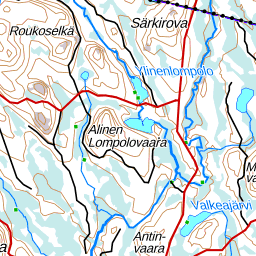 Särkirova
Roukoselkä
Ylinenlompolo
Alinen
Lompolovaara
Valkeajärvi
Antin-
vaara